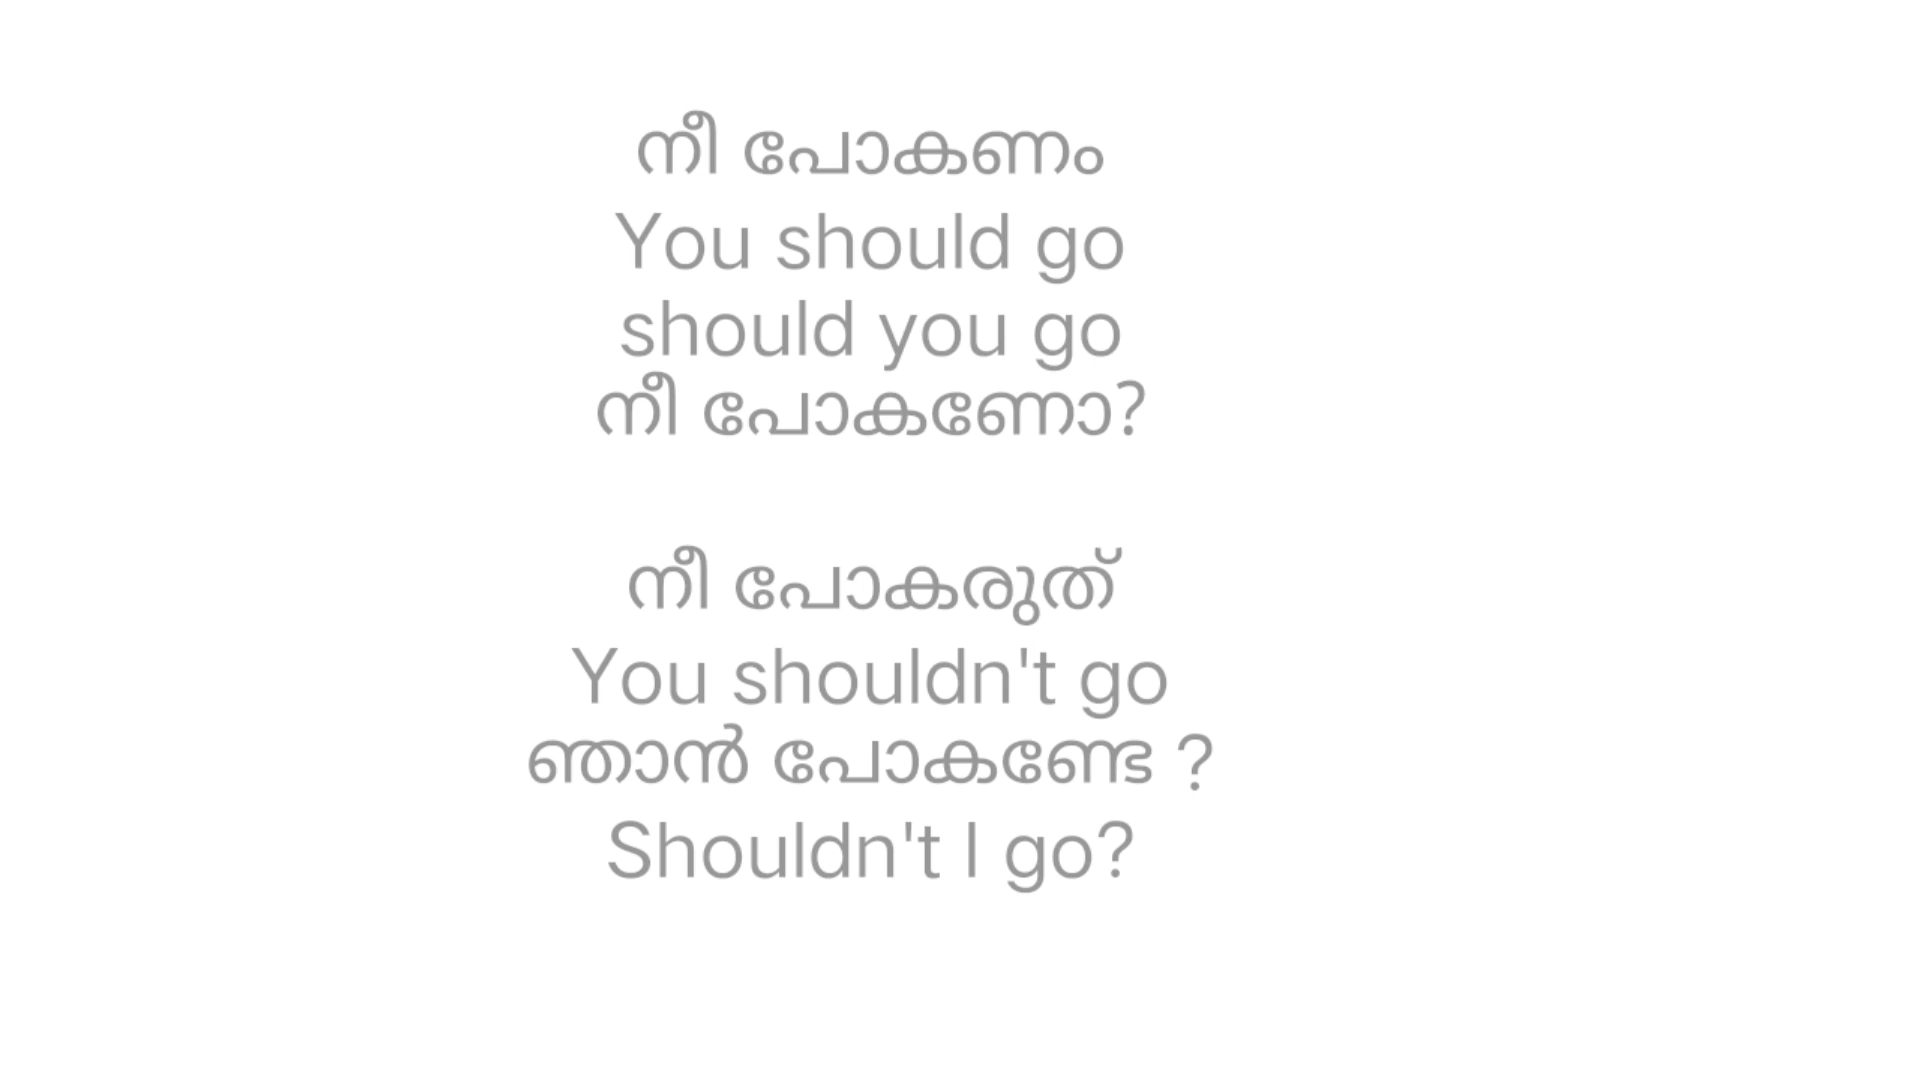 നീ പോകണം
You should go
should you go
നീ പോകണോ?
നീ പോകരുത്
You shouldn't go
ഞാൻ പോകണ്ടേ ?
Shouldn't I go?